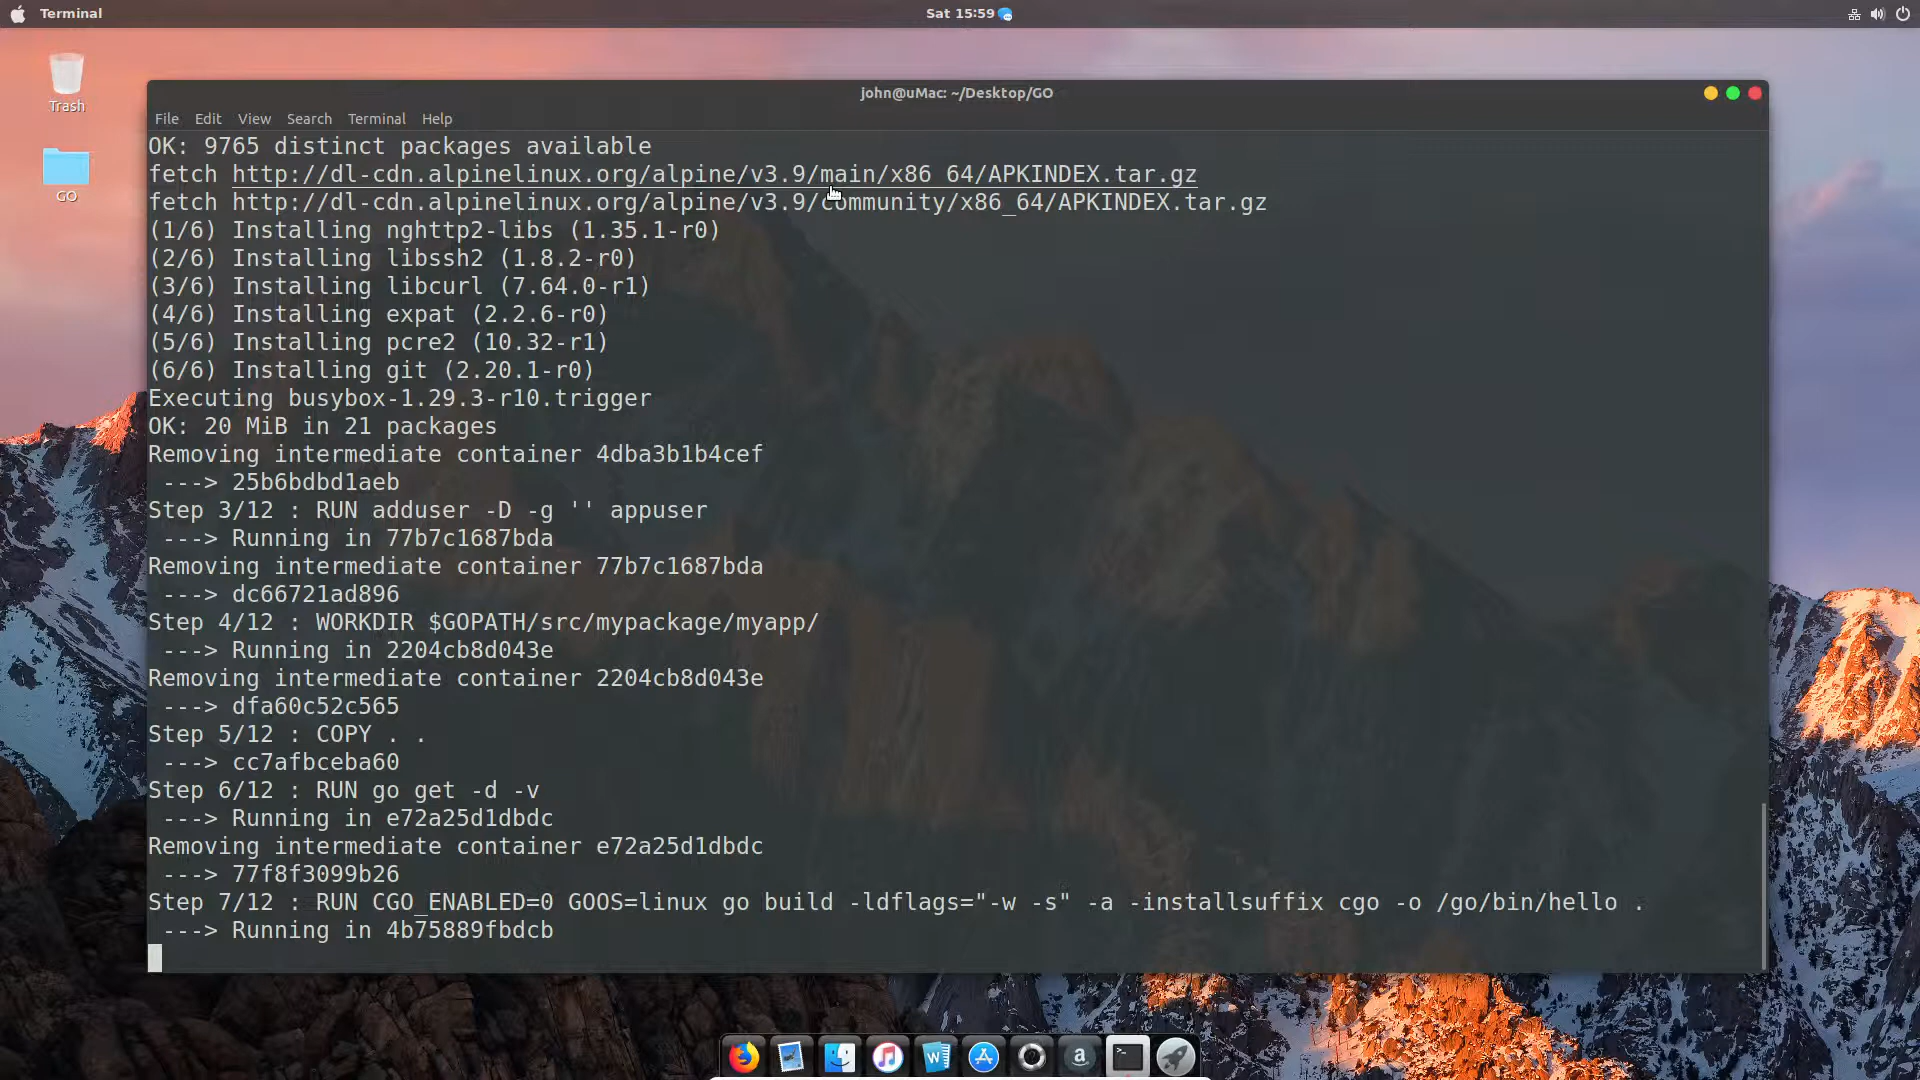 Terminal
Sat 15:59
Trash
GO
john@uMac: ~/Desktop/GO
File Edit View Search Terminal Help
OK: 9765 distinct packages available
fetch http://dl-cdn.alpinelinux.org/alpine/v3.9/main/x86_64/APKINDEX.tar.gz
fetch http://dl-cdn.alpinelinux.org/alpine/v3.9/community/x86_64/APKINDEX.tar.gz
(1/6) Installing nghttp2-libs (1.35.1-r0)
(2/6) Installing libssh2 (1.8.2-r0)
(3/6) Installing libcurl (7.64.0-r1)
(4/6) Installing expat (2.2.6-r0)
(5/6) Installing pcre2 (10.32-r1)
(6/6) Installing git (2.20.1-r0)
Executing busybox-1.29.3-r10.trigger
OK: 20 MiB in 21 packages
Removing intermediate container 4dba3b1b4cef
---> 25b6bdbd1aeb
Step 3/12 : RUN adduser -D -g '' appuser
---> Running in 77b7c1687bda
Removing intermediate container 77b7c1687bda
---> dc66721ad896
Step 4/12 : WORKDIR $GOPATH/src/mypackage/myapp/
---> Running in 2204cb8d043e
Removing intermediate container 2204cb8d043e
---> dfa60c52c565
Step 5/12 : COPY . .
---> cc7afbceba60
Step 6/12 : RUN go get -d -v
---> Running in e72a25d1dbdc
Removing intermediate container e72a25d1dbdc
---> 77f8f3099b26
Step 7/12 : RUN CGO_ENABLED=0 GOOS=linux go build -ldflags="-w -s" -a -installsuffix cgo -o /go/bin/hello .
---> Running in 4b75889fbdcb